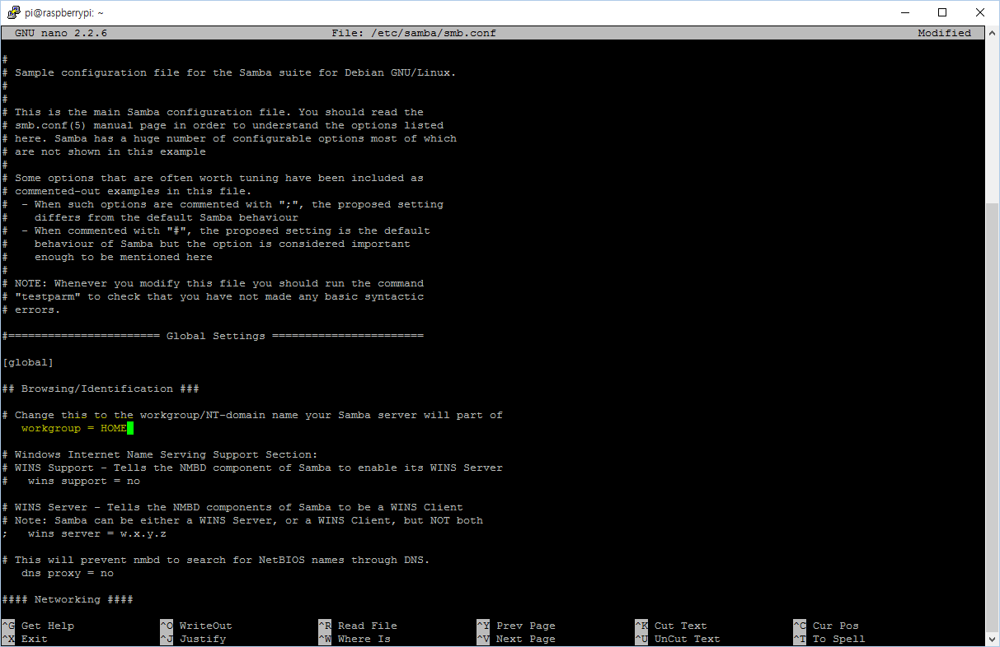 pi@raspberrypi: ~
GNU nano 2.2.6 File: /etc/samba/smb.conf Modified
#
# Sample configuration file for the Samba suite for Debian GNU/Linux.
#
#
# This is the main Samba configuration file. You should read the
# smb.conf(5) manual page in order to understand the options listed
# here. Samba has a huge number of configurable options most of which
# are not shown in this example
#
# Some options that are often worth tuning have been included as
# commented-out examples in this file.
#  - When such options are commented with ";", the proposed setting
#    differs from the default Samba behaviour
#  - When commented with "#", the proposed setting is the default
#    behaviour of Samba but the option is considered important
#    enough to be mentioned here
#
# NOTE: Whenever you modify this file you should run the command
# "testparm" to check that you have not made any basic syntactic
# errors.
#======================= Global Settings =======================
[global]
## Browsing/Identification ###
# Change this to the workgroup/NT-domain name your Samba server will part of
   workgroup = HOME
# Windows Internet Name Serving Support Section:
# WINS Support - Tells the NMBD component of Samba to enable its WINS Server
#   wins support = no
# WINS Server - Tells the NMBD components of Samba to be a WINS Client
# Note: Samba can be either a WINS Server, or a WINS Client, but NOT both
;   wins server = w.x.y.z
# This will prevent nmbd to search for NetBIOS names through DNS.
   dns proxy = no
#### Networking ####
^G Get Help ^O WriteOut ^R Read File ^Y Prev Page ^K Cut Text ^C Cur Pos
^X Exit ^J Justify ^W Where Is ^V Next Page ^U UnCut Text ^T To Spell